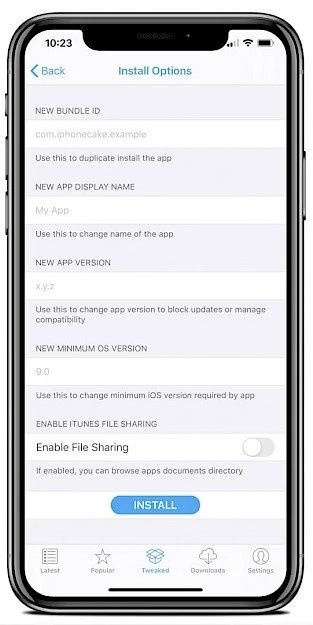 10:23
Back
Install Options
NEW BUNDLE ID
com.iphonecake.example
Use this to duplicate install the app
NEW APP DISPLAY NAME
My App
Use this to change name of the app
NEW APP VERSION
x.y.z
Use this to change app version to block updates or manage
compatibility
NEW MINIMUM OS VERSION
9.0
Use this to change minimum iOS version required by app
ENABLE ITUNES FILE SHARING
Enable File Sharing
If enabled, you can browse apps documents directory
INSTALL
Latest Popular Tweaked Downloads Settings